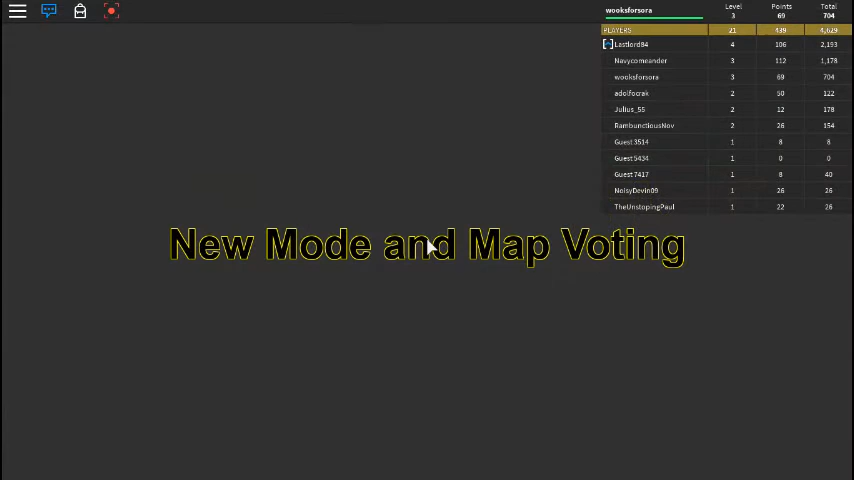 wooksforsora Level Points Total
3 69 704
PLAYERS 21 439 4,629
Lastlord84 4 106 2,193
Navycomeander 3 112 1,178
wooksforsora 3 69 704
adolfocrak 2 50 122
Julius_55 2 12 178
RambunctiousNov 2 26 154
Guest 3514 1 8 8
Guest 5434 1 0 0
Guest 7417 1 8 40
NoisyDevin09 1 26 26
TheUnstopingPaul 1 22 26
New Mode and Map Voting